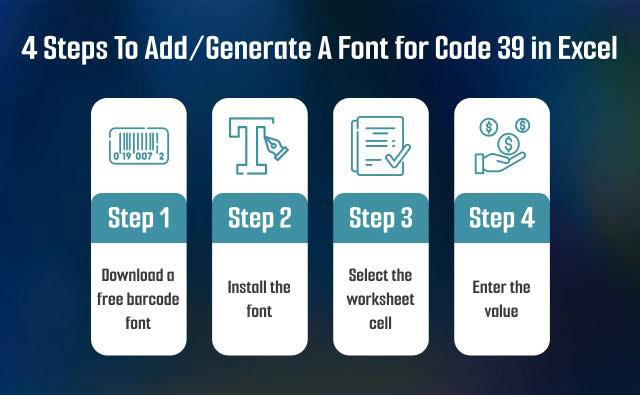 4 Steps To Add/Generate A Font for Code 39 in Excel
0 19 007 2
Step 1
Download a
free barcode
font
T
Step 2
Install the
font
Step 3
Select the
worksheet
cell
$ $ $
Step 4
Enter the
value